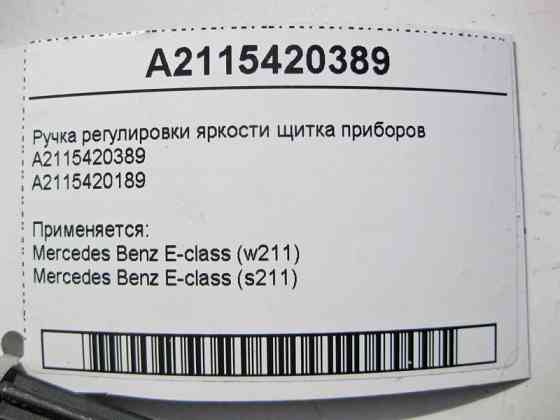 A2115420389
Ручка регулировки яркости щитка приборов
A2115420389
A2115420189
Применяется:
Mercedes Benz E-class (w211)
Mercedes Benz E-class (s211)